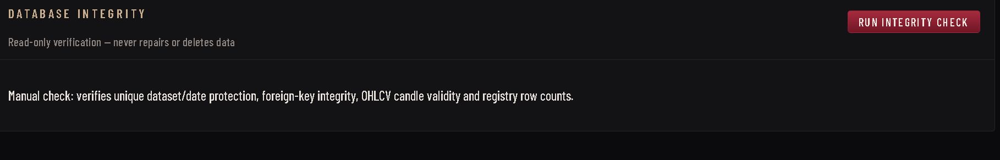 DATABASE INTEGRITY
RUN INTEGRITY CHECK
Read-only verification — never repairs or deletes data
Manual check: verifies unique dataset/date protection, foreign-key integrity, OHLCV candle validity and registry row counts.